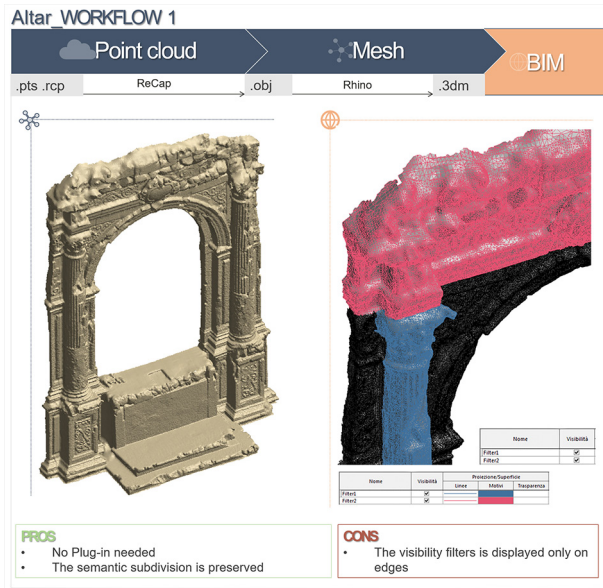 Altar_WORKFLOW 1
Point cloud
Mesh
BIM
.pts .rcp
ReCap
.obj
Rhino
.3dm
Nome Visibilità
Filter1
Filter2
Nome Visibilità Proiezione/Superficie
Linee Motivi Trasparenza
Filter1
Filter2
PROS
• No Plug-in needed
• The semantic subdivision is preserved
CONS
• The visibility filters is displayed only on
edges